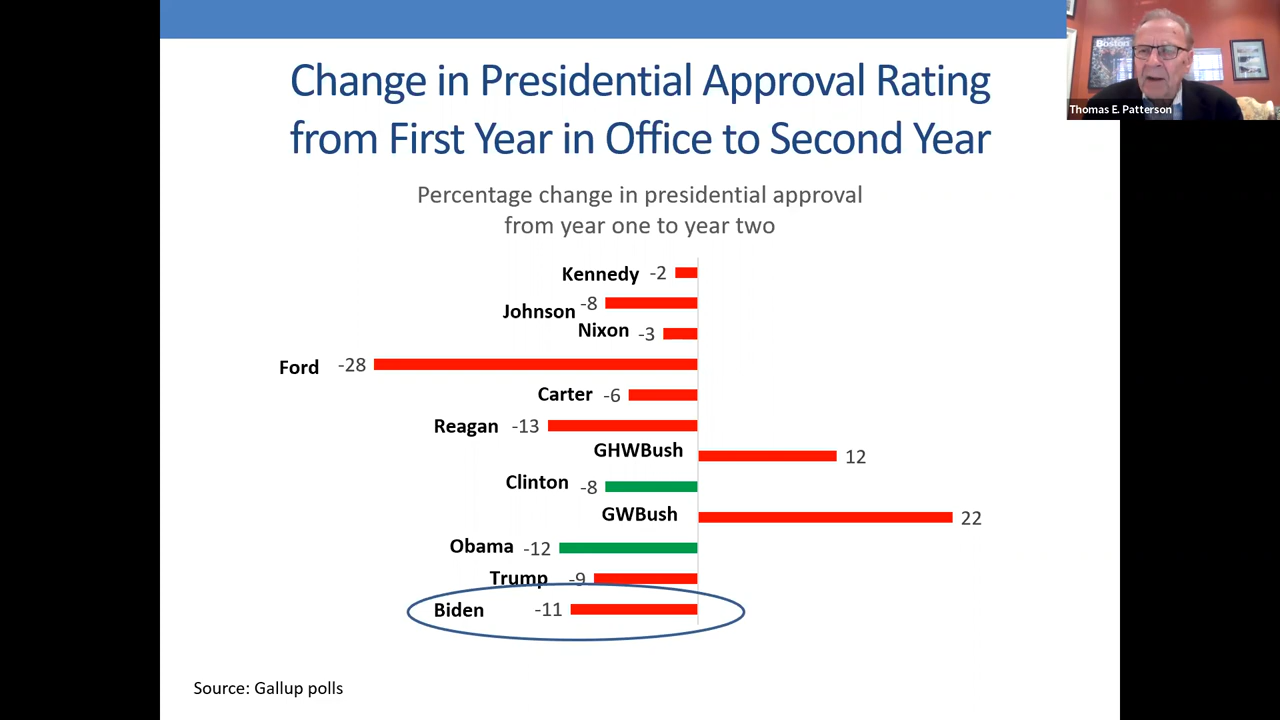 Change in Presidential Approval Rating
from First Year in Office to Second Year
Boston
Thomas E. Patterson
Percentage change in presidential approval
from year one to year two
Kennedy -2
Johnson -8
Nixon -3
Ford -28
Carter -6
Reagan -13
GHWBush 12
Clinton -8
GWBush 22
Obama -12
Trump -9
Biden -11
Source: Gallup polls